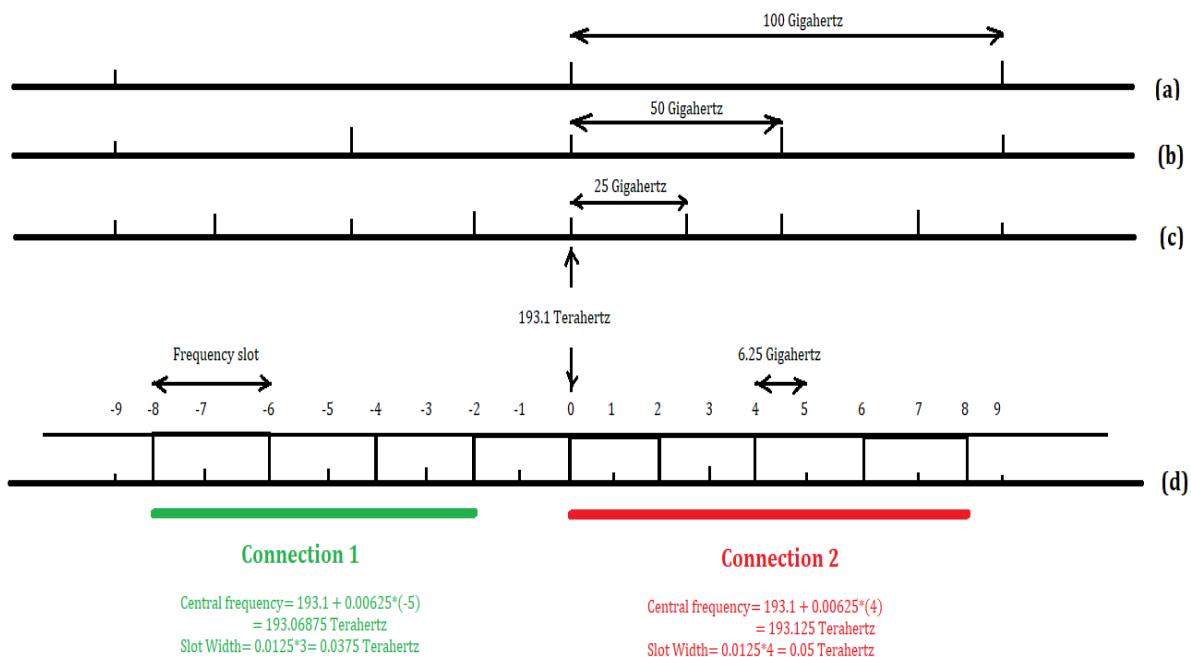 100 Gigahertz
(a)
50 Gigahertz
(b)
25 Gigahertz
(c)
193.1 Terahertz
Frequency slot
6.25 Gigahertz
-9 -8 -7 -6 -5 -4 -3 -2 -1 0 1 2 3 4 5 6 7 8 9
(d)
Connection 1
Central frequency= 193.1 + 0.00625*(-5)
= 193.06875 Terahertz
Slot Width= 0.0125*3= 0.0375 Terahertz
Connection 2
Central frequency= 193.1 + 0.00625*(4)
= 193.125 Terahertz
Slot Width= 0.0125*4 = 0.05 Terahertz